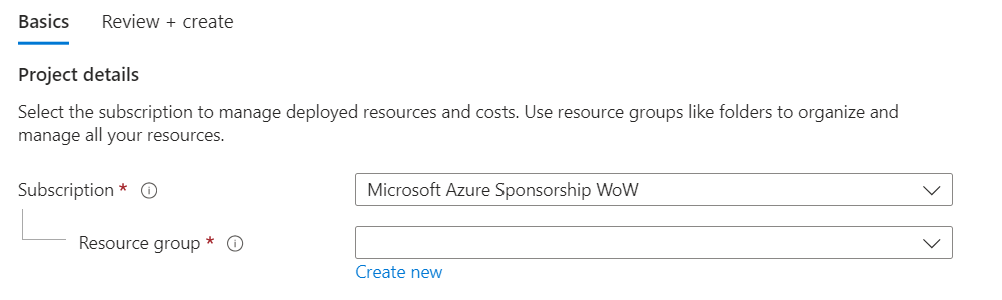 Basics Review + create
Project details
Select the subscription to manage deployed resources and costs. Use resource groups like folders to organize and
manage all your resources.
Subscription * Microsoft Azure Sponsorship WoW
Resource group *
Create new